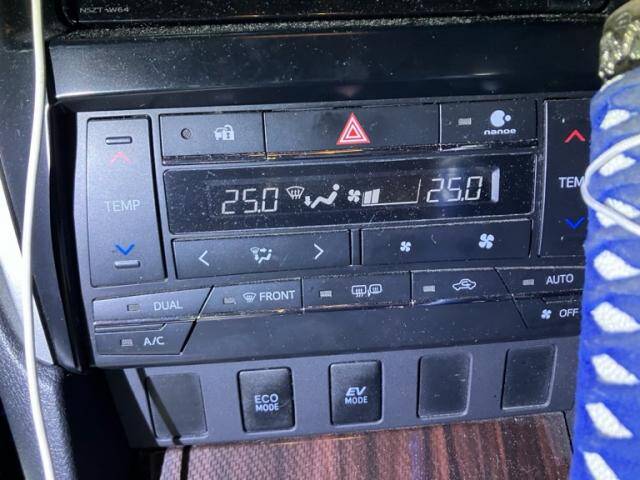 NSZT-W64
nanoe
TEMP
25.0
25.0
TEM
DUAL
FRONT
AUTO
A/C
OFF
ECO
MODE
EV
MODE